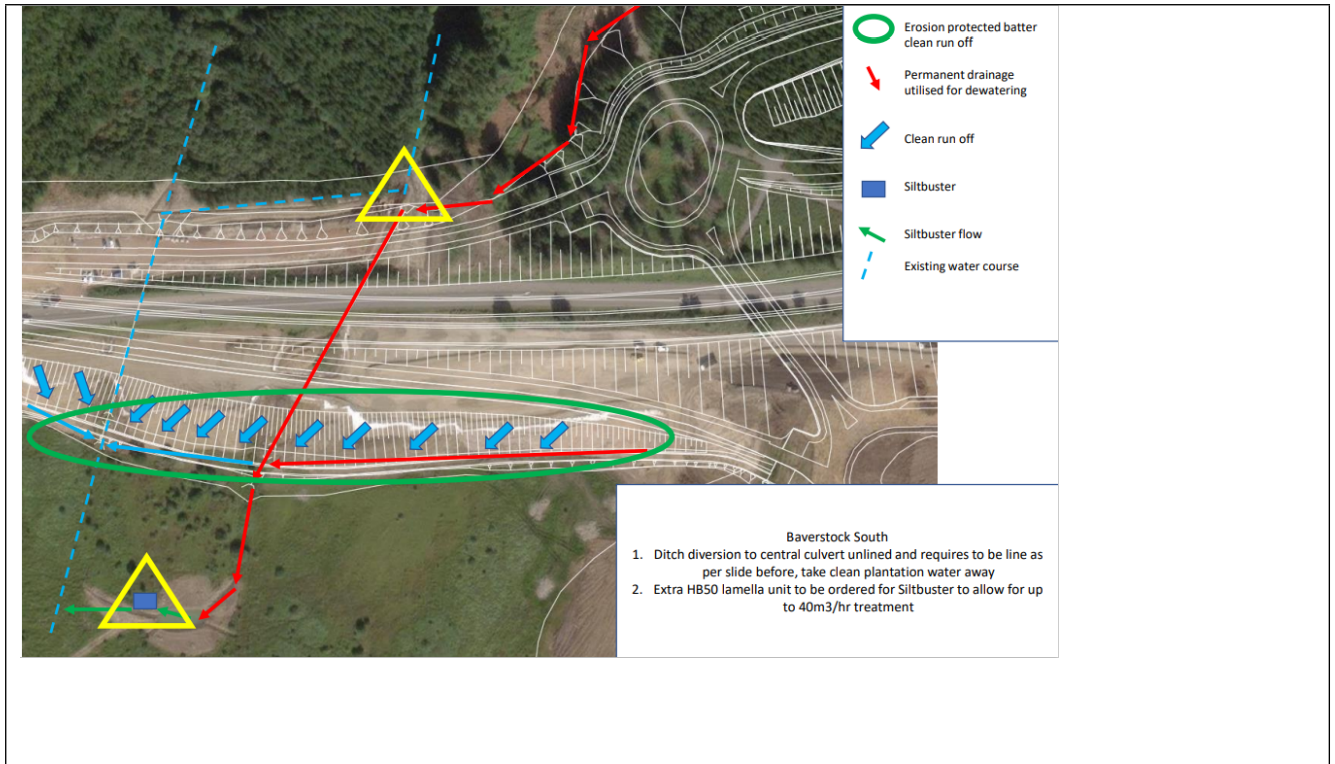 Erosion protected batter
clean run off
Permanent drainage
utilised for dewatering
Clean run off
Siltbuster
Siltbuster flow
Existing water course
Baverstock South
1. Ditch diversion to central culvert unlined and requires to be line as
per slide before, take clean plantation water away
2. Extra HB50 lamella unit to be ordered for Siltbuster to allow for up
to 40m3/hr treatment